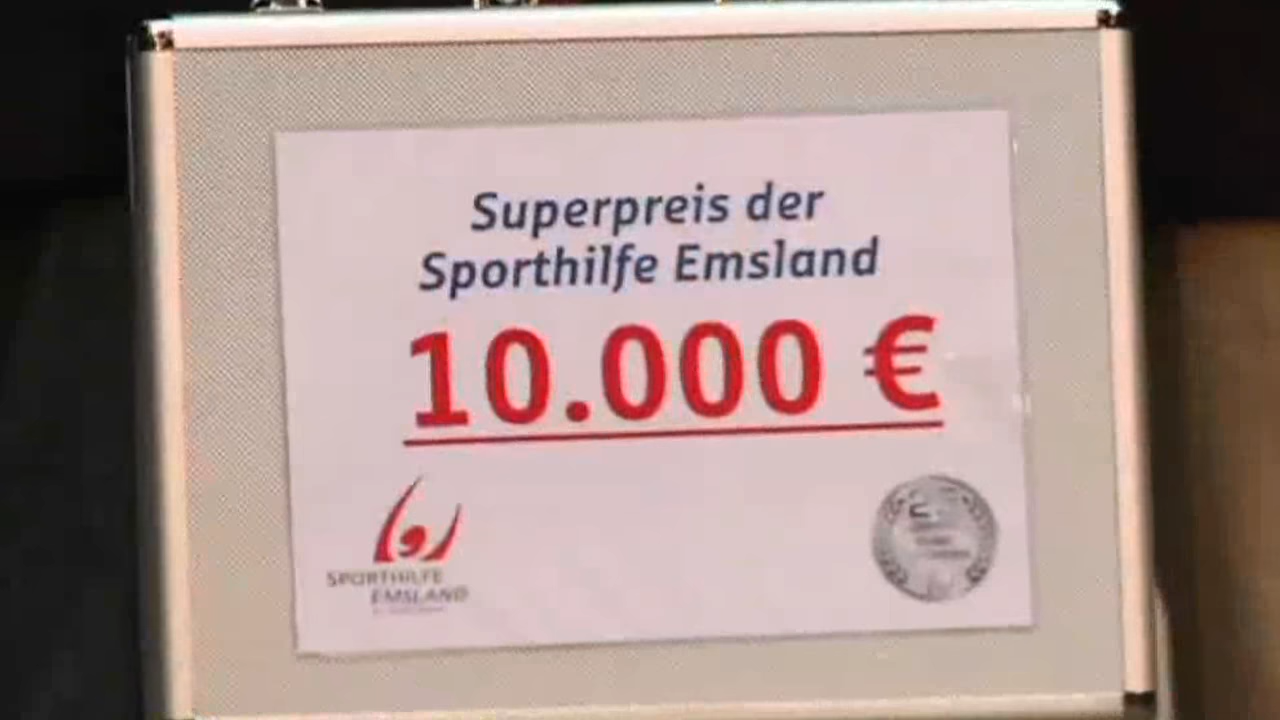 Superpreis der
Sporthilfe Emsland
10.000 €
SPORTHILFE
EMSLAND